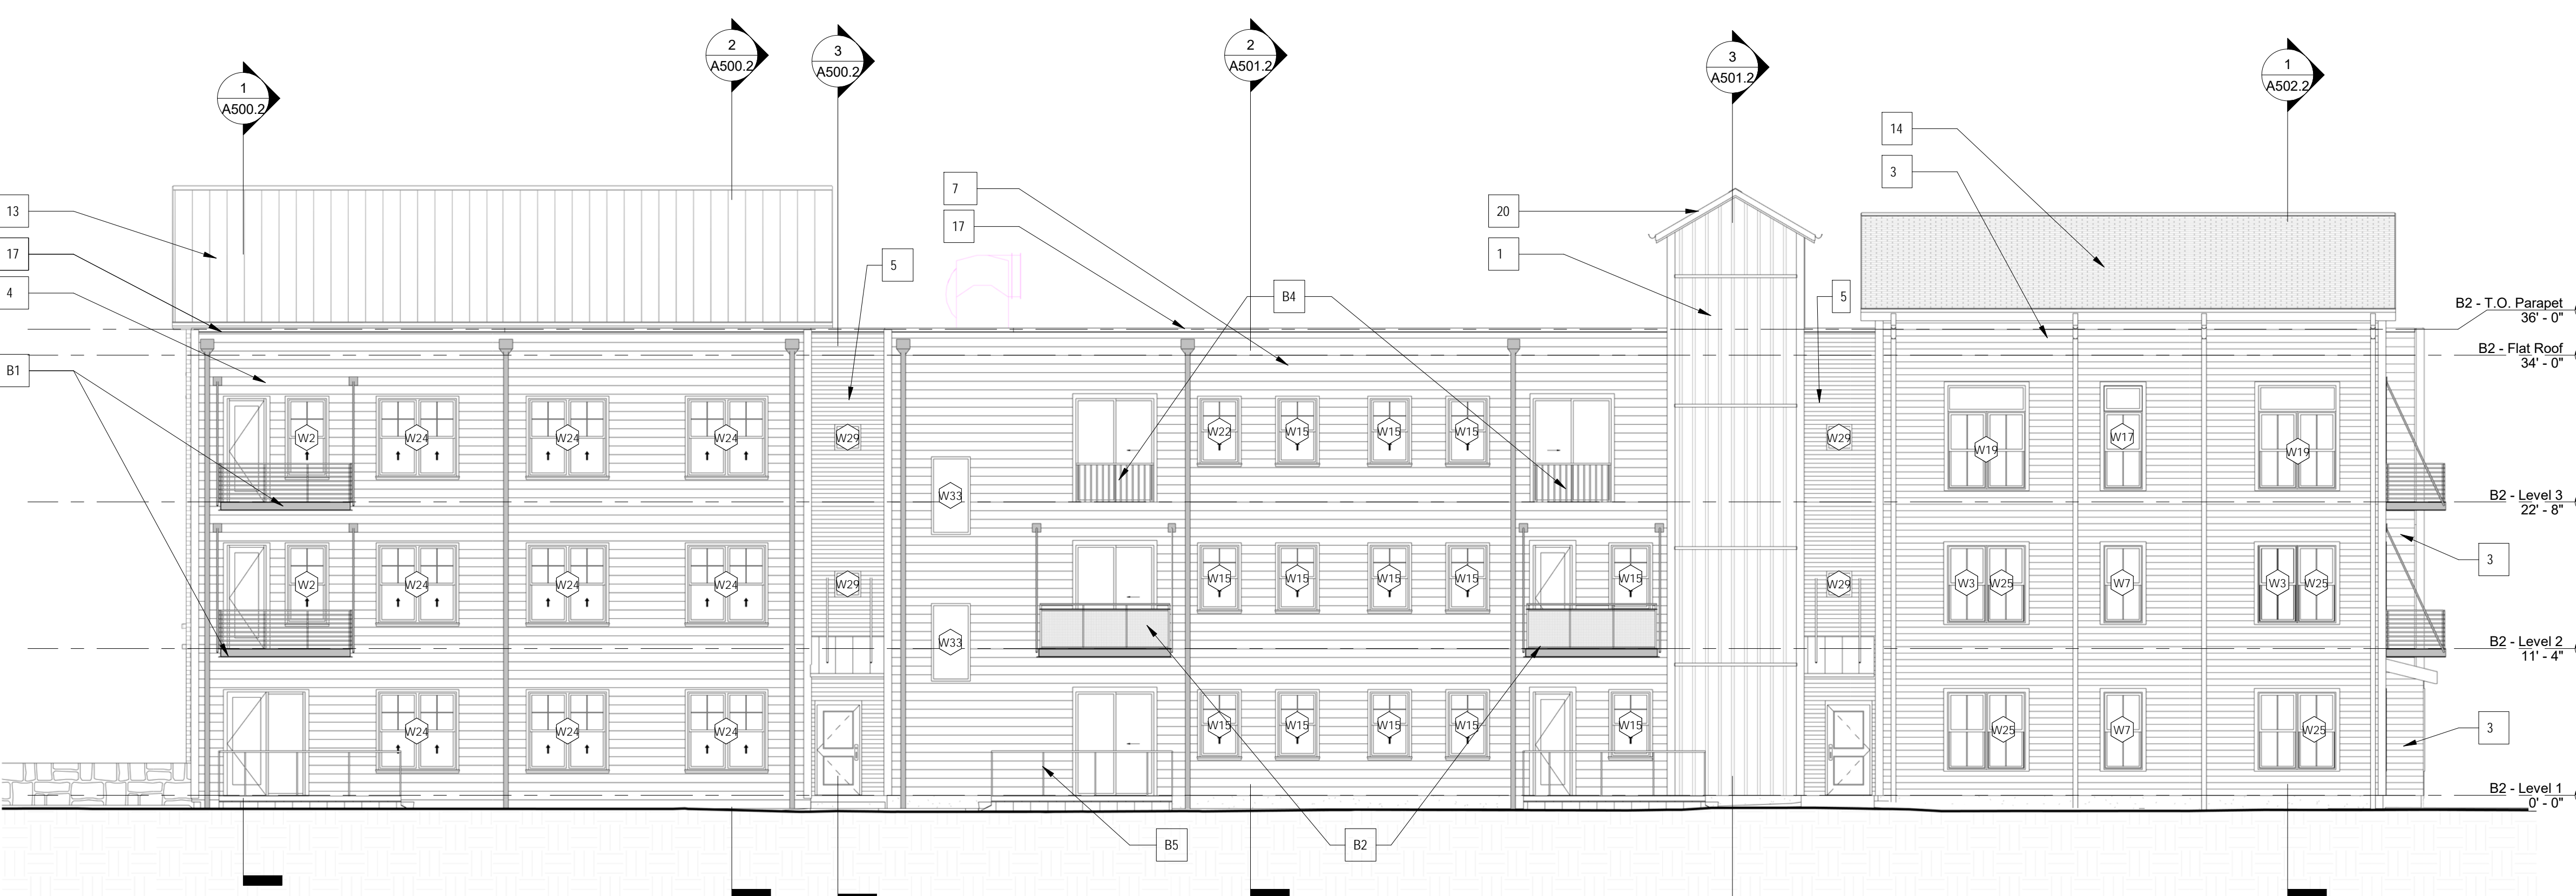 1
A500.2
2
A500.2
3
A500.2
2
A501.2
3
A501.2
1
A502.2
13
17
4
B1
5
7
17
B4
20
1
5
14
3
B2 - T.O. Parapet
36' - 0"
B2 - Flat Roof
34' - 0"
W2
W24
W24
W24
W29
W22
W15
W15
W15
W29
W19
W17
W19
W33
B2 - Level 3
22' - 8"
3
W2
W24
W24
W24
W29
W15
W15
W15
W15
W15
W29
W3
W25
W7
W3
W25
W33
B2 - Level 2
11' - 4"
3
W24
W24
W24
W15
W15
W15
W15
W15
W25
W7
W25
B2 - Level 1
0' - 0"
B5
B2